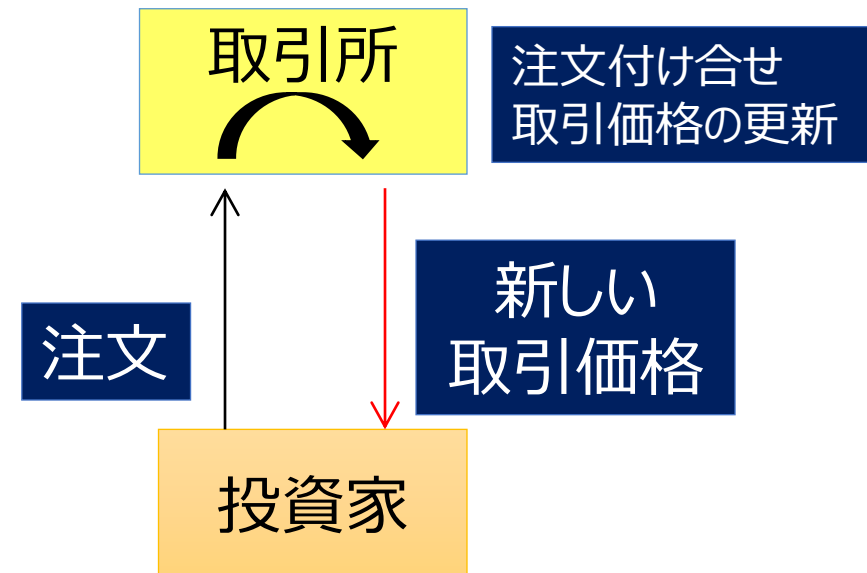 取引所
注文付け合せ
取引価格の更新
新しい
取引価格
注文
投資家